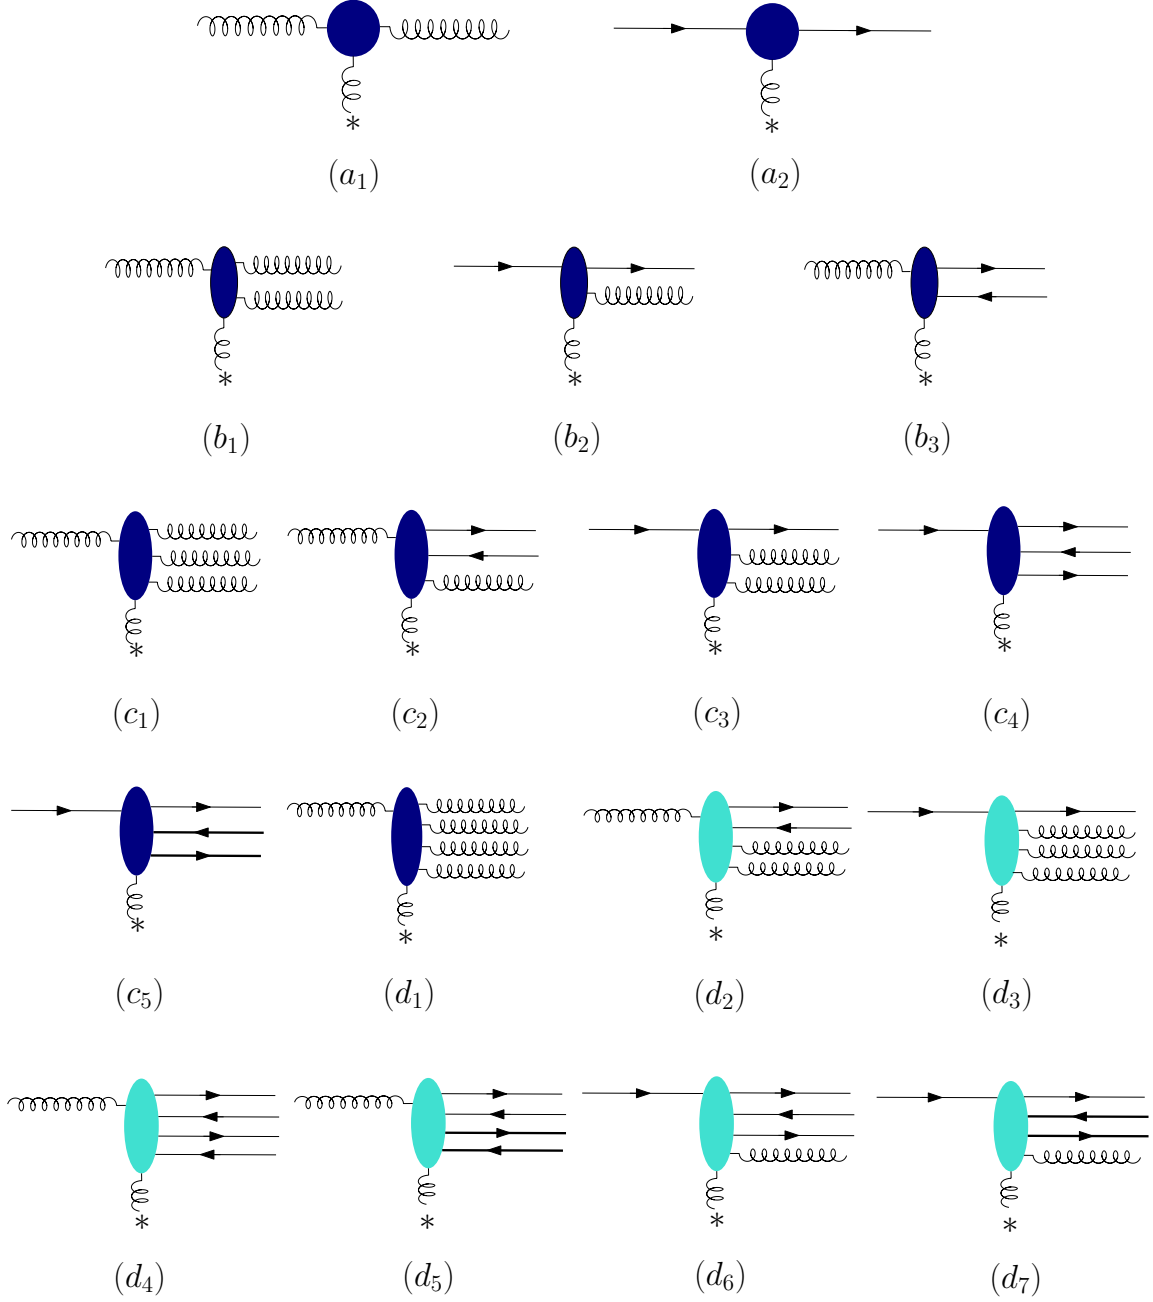 * *
(a₁) (a₂)
* * *
(b₁) (b₂) (b₃)
* * * *
(c₁) (c₂) (c₃) (c₄)
* * * *
(c₅) (d₁) (d₂) (d₃)
* * * *
(d₄) (d₅) (d₆) (d₇)